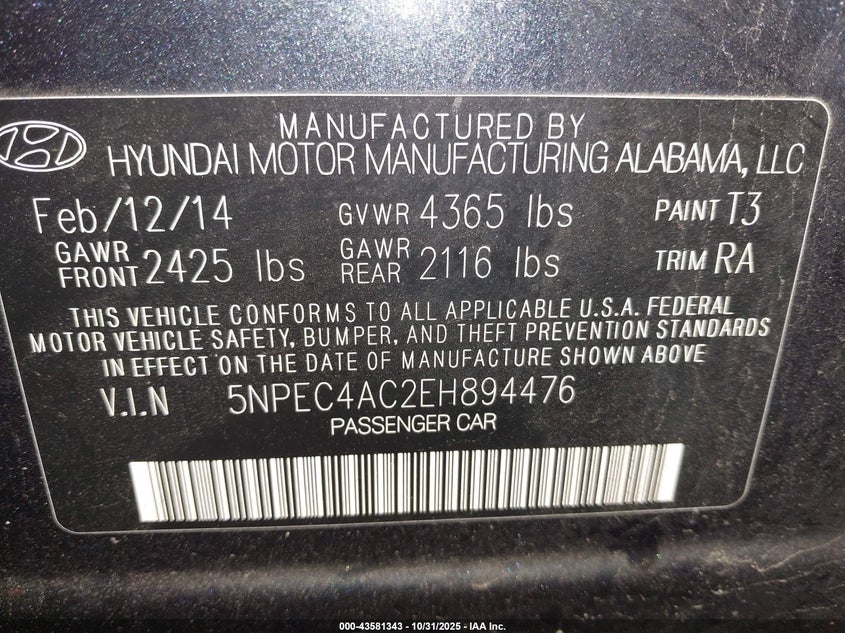 MANUFACTURED BY
HYUNDAI MOTOR MANUFACTURING ALABAMA, LLC
Feb/12/14 GVWR 4365 lbs PAINT T3
GAWR FRONT 2425 lbs GAWR REAR 2116 lbs TRIM RA
THIS VEHICLE CONFORMS TO ALL APPLICABLE U.S.A. FEDERAL
MOTOR VEHICLE SAFETY, BUMPER, AND THEFT PREVENTION STANDARDS
IN EFFECT ON THE DATE OF MANUFACTURE SHOWN ABOVE
V.I.N 5NPEC4AC2EH894476
PASSENGER CAR
000-43581343 - 10/31/2025 - IAA Inc.